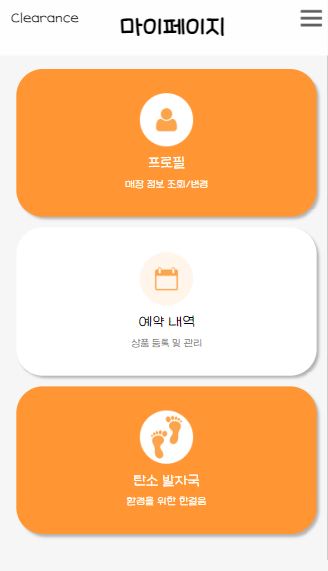 Clearance
마이페이지
프로필
매장 정보 조회/변경
예약 내역
상품 등록 및 관리
탄소 발자국
환경을 위한 한걸음